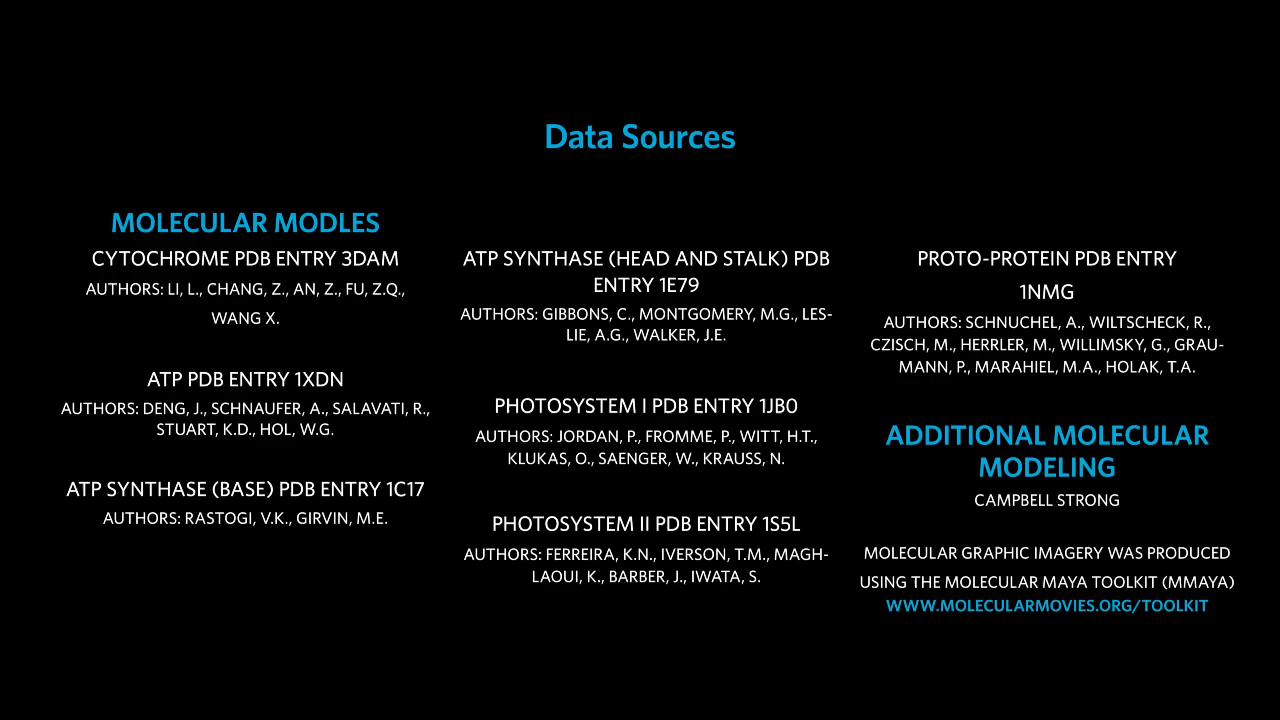 Data Sources
MOLECULAR MODLES
CYTOCHROME PDB ENTRY 3DAM
AUTHORS: LI, L., CHANG, Z., AN, Z., FU, Z.Q.,
WANG X.
ATP PDB ENTRY 1XDN
AUTHORS: DENG, J., SCHNAUFER, A., SALAVATI, R.,
STUART, K.D., HOL, W.G.
ATP SYNTHASE (BASE) PDB ENTRY 1C17
AUTHORS: RASTOGI, V.K., GIRVIN, M.E.
ATP SYNTHASE (HEAD AND STALK) PDB
ENTRY 1E79
AUTHORS: GIBBONS, C., MONTGOMERY, M.G., LES-
LIE, A.G., WALKER, J.E.
PHOTOSYSTEM I PDB ENTRY 1JB0
AUTHORS: JORDAN, P., FROMME, P., WITT, H.T.,
KLUKAS, O., SAENGER, W., KRAUSS, N.
PHOTOSYSTEM II PDB ENTRY 1S5L
AUTHORS: FERREIRA, K.N., IVERSON, T.M., MAGH-
LAOUI, K., BARBER, J., IWATA, S.
PROTO-PROTEIN PDB ENTRY
1NMG
AUTHORS: SCHNUCHEL, A., WILTSCHECK, R.,
CZISCH, M., HERRLER, M., WILLIMSKY, G., GRAU-
MANN, P., MARAHIEL, M.A., HOLAK, T.A.
ADDITIONAL MOLECULAR
MODELING
CAMPBELL STRONG
MOLECULAR GRAPHIC IMAGERY WAS PRODUCED
USING THE MOLECULAR MAYA TOOLKIT (MMAYA)
WWW.MOLECULARMOVIES.ORG/TOOLKIT